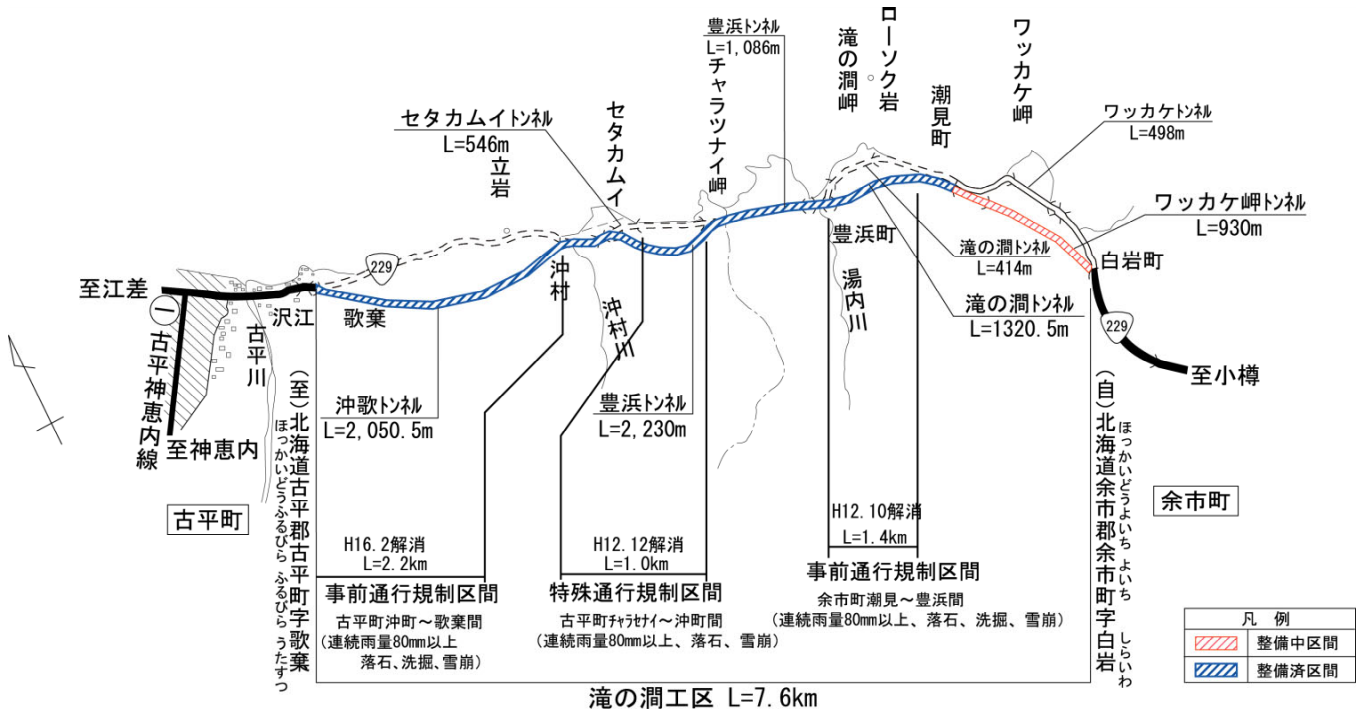 豊浜トンネル
L=1,086m
滝の澗岬
ローソク岩
潮見町
ワッカケ岬
チャラツナイ岬
セタカムイ
立岩
セタカムイトンネル
L=546m
ワッカケトンネル
L=498m
ワッカケ岬トンネル
L=930m
白岩町
豊浜町
滝の澗トンネル
L=414m
滝の澗トンネル
L=1320.5m
湯内川
229
至小樽
229
至江差
沢江
歌棄
沖村
沖村川
一
古平神恵内線
至神恵内
古平川
沖歌トンネル
L=2,050.5m
豊浜トンネル
L=2,230m
古平町
余市町
(至)北海道古平郡古平町字歌棄
ほっかいどうふるびら ふるびら うたすつ
(自)北海道余市郡余市町字白岩
ほっかいどうよいち よいち しらいわ
H16.2解消
L=2.2km
事前通行規制区間
古平町沖町～歌棄間
(連続雨量80mm以上
落石、洗掘、雪崩)
H12.12解消
L=1.0km
特殊通行規制区間
古平町チャラセナイ～沖町間
(連続雨量80mm以上、落石、雪崩)
H12.10解消
L=1.4km
事前通行規制区間
余市町潮見～豊浜間
(連続雨量80mm以上、落石、洗掘、雪崩)
滝の澗工区 L=7.6km
凡 例
整備中区間
整備済区間